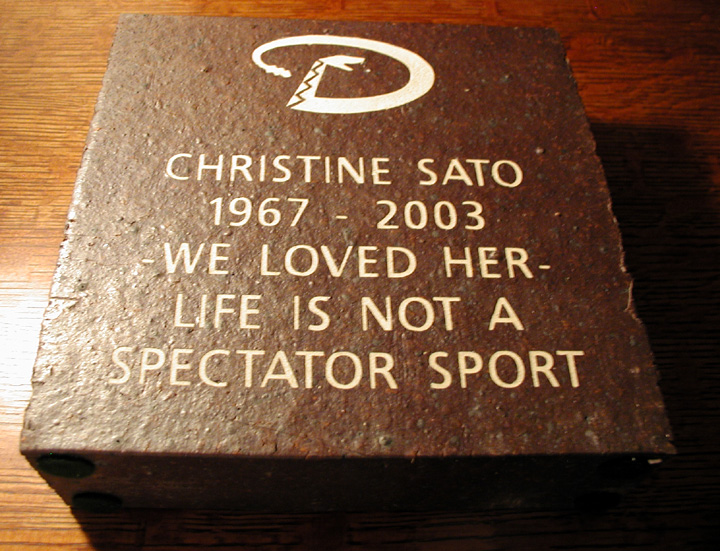 CHRISTINE SATO
1967 - 2003
-WE LOVED HER-
LIFE IS NOT A
SPECTATOR SPORT